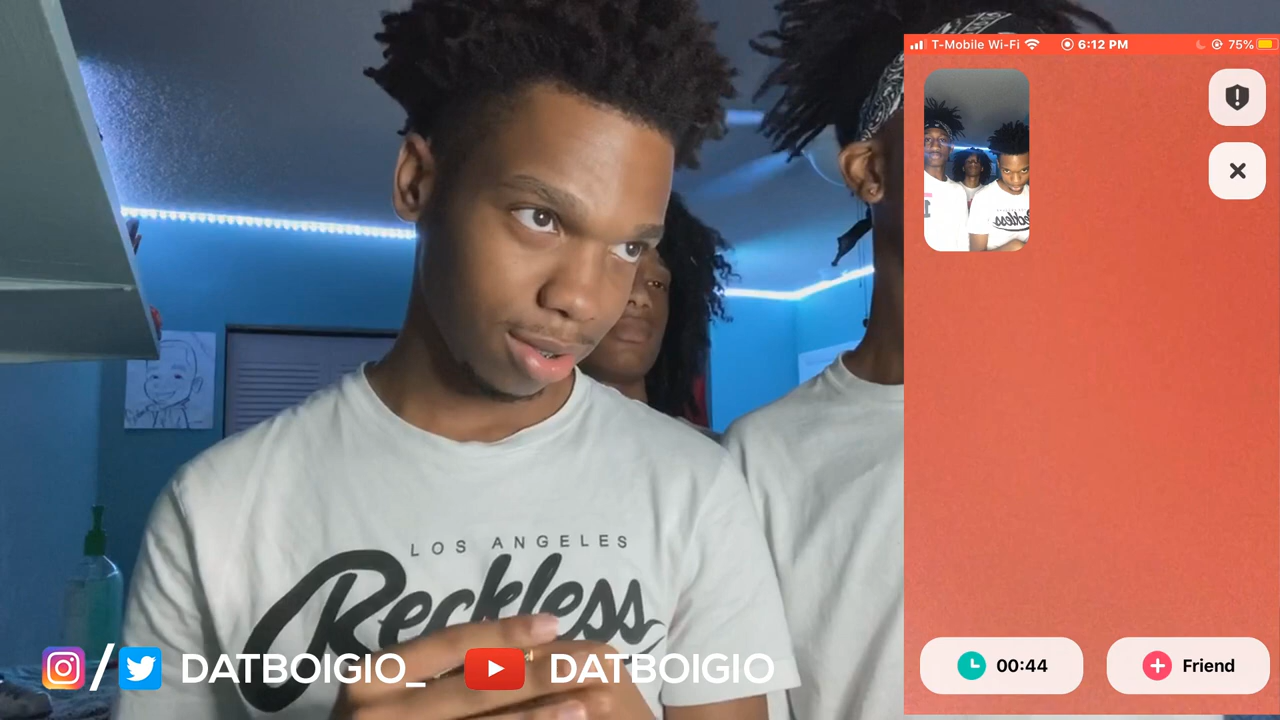 T-Mobile Wi-Fi 6:12 PM 75%
LOS ANGELES
Reckless
DATBOIGIO_ DATBOIGIO
00:44 Friend